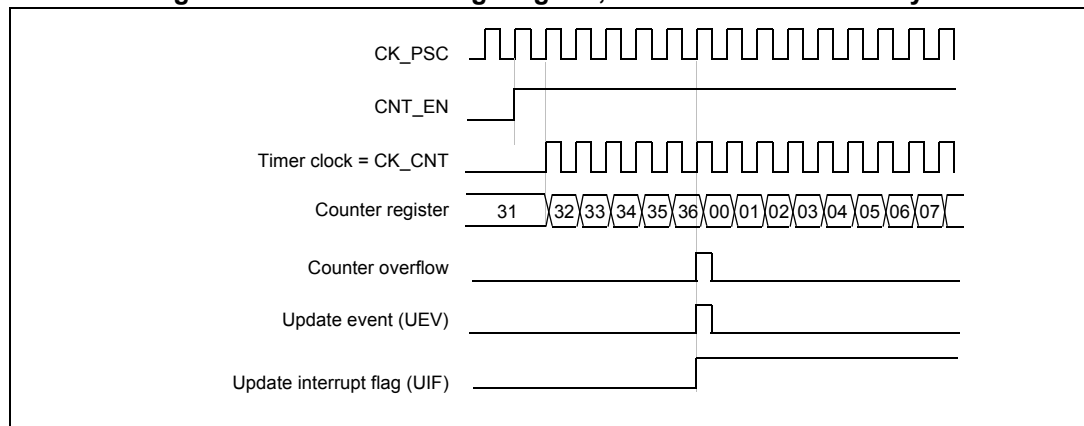 CK_PSC
CNT_EN
Timer clock = CK_CNT
Counter register 31 32 33 34 35 36 00 01 02 03 04 05 06 07
Counter overflow
Update event (UEV)
Update interrupt flag (UIF)